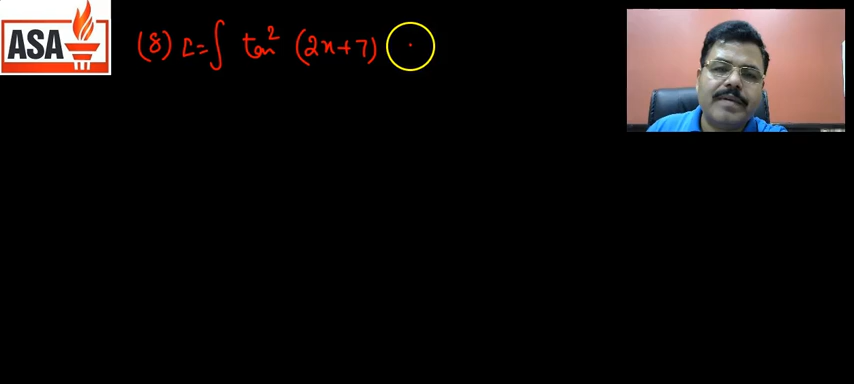 ASA
(8) I = ∫ tan² (2x+7)